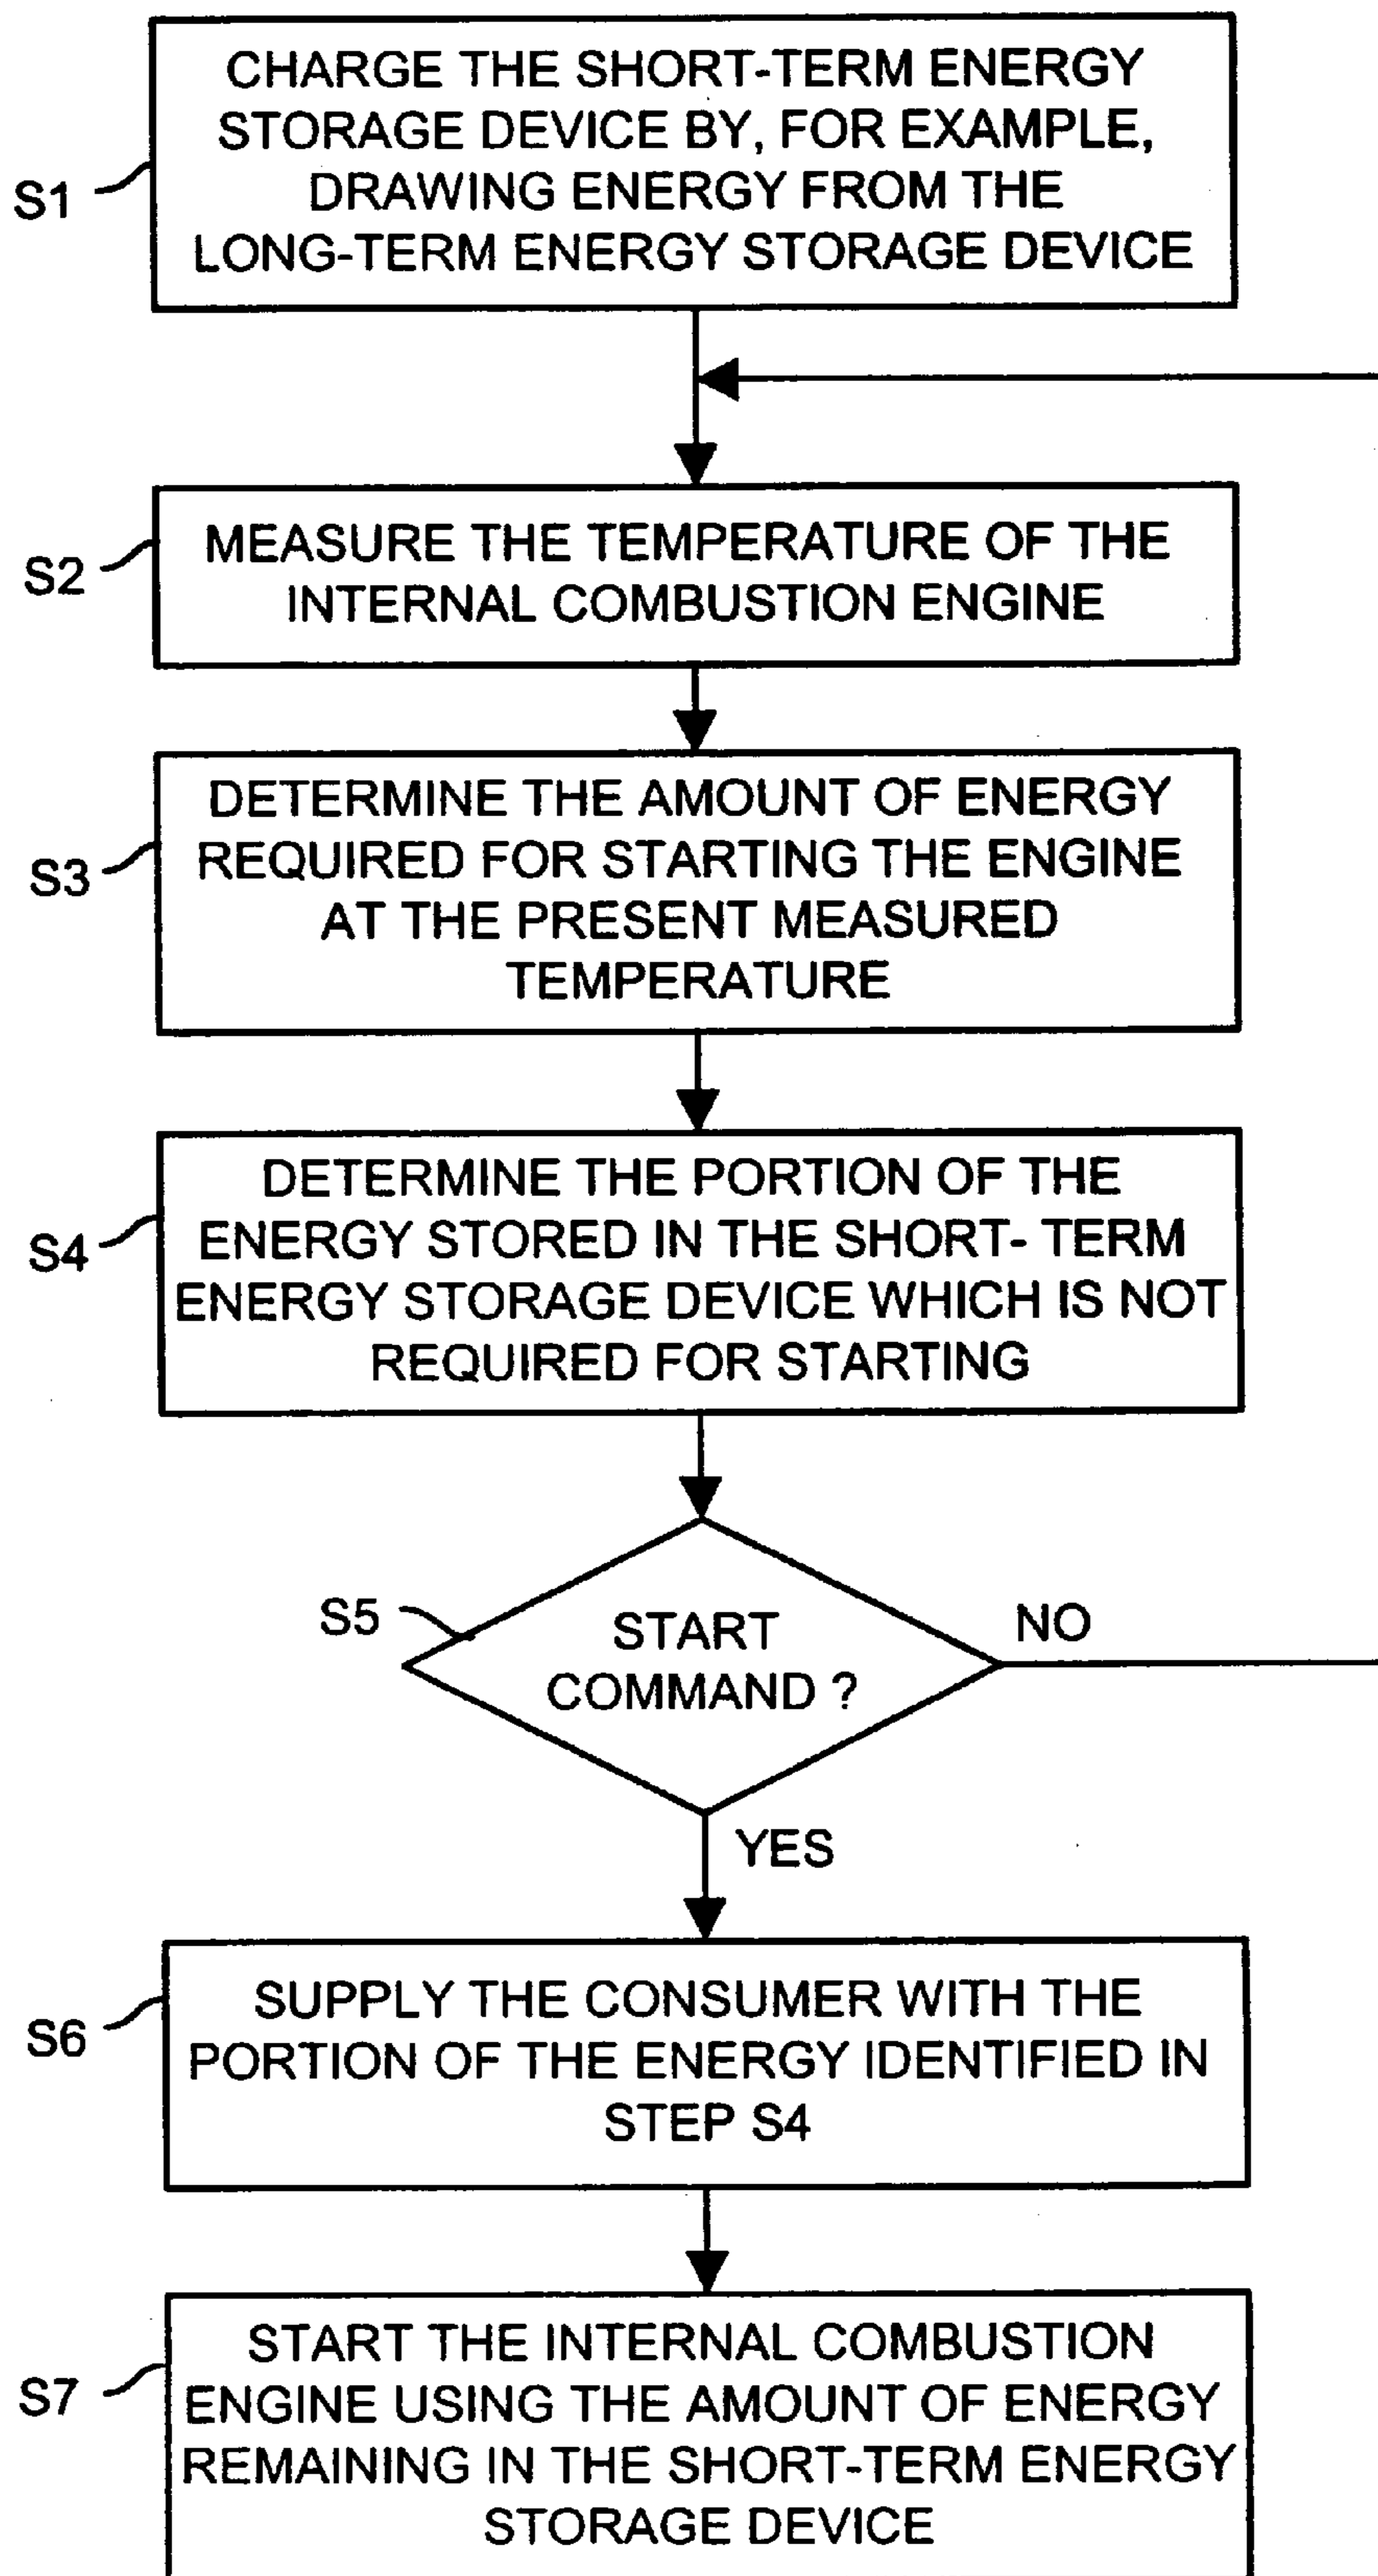 CHARGE THE SHORT-TERM ENERGY
STORAGE DEVICE BY, FOR EXAMPLE,
DRAWING ENERGY FROM THE
LONG-TERM ENERGY STORAGE DEVICE
S1
MEASURE THE TEMPERATURE OF THE
INTERNAL COMBUSTION ENGINE
S2
DETERMINE THE AMOUNT OF ENERGY
REQUIRED FOR STARTING THE ENGINE
AT THE PRESENT MEASURED
TEMPERATURE
S3
DETERMINE THE PORTION OF THE
ENERGY STORED IN THE SHORT- TERM
ENERGY STORAGE DEVICE WHICH IS NOT
REQUIRED FOR STARTING
S4
S5
START
COMMAND ?
NO
YES
SUPPLY THE CONSUMER WITH THE
PORTION OF THE ENERGY IDENTIFIED IN
STEP S4
S6
START THE INTERNAL COMBUSTION
ENGINE USING THE AMOUNT OF ENERGY
REMAINING IN THE SHORT-TERM ENERGY
STORAGE DEVICE
S7